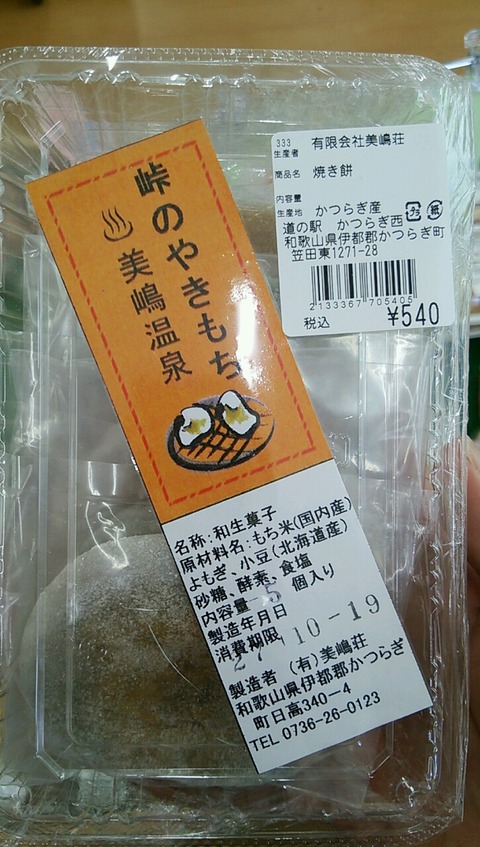 峠のやきもち
美嶋温泉
名称：和生菓子
原材料名：もち米(国内産)
よもぎ、小豆(北海道産)
砂糖、酵素、食塩
内容量 5 個入り
製造年月日
消費期限
27 10-19
製造者 (有)美嶋荘
和歌山県伊都郡かつらぎ
町日高340-4
TEL 0736-26-0123
333 有限会社美嶋荘
生産者
商品名 焼き餅
内容量
生産地 かつらぎ産
プラ 紙
道の駅 かつらぎ西
和歌山県伊都郡かつらぎ町
笠田東1271-28
2133367705405
税込 ¥540